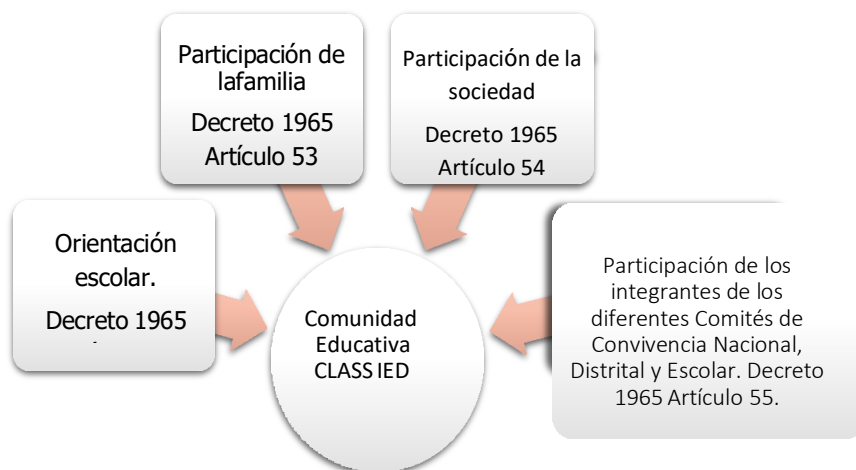 Participación de
lafamilia
Decreto 1965
Artículo 53
Participación de la
sociedad
Decreto 1965
Artículo 54
Orientación
escolar.
Decreto 1965
Comunidad
Educativa
CLASS IED
Participación de los
integrantes de los
diferentes Comités de
Convivencia Nacional,
Distrital y Escolar. Decreto
1965 Artículo 55.